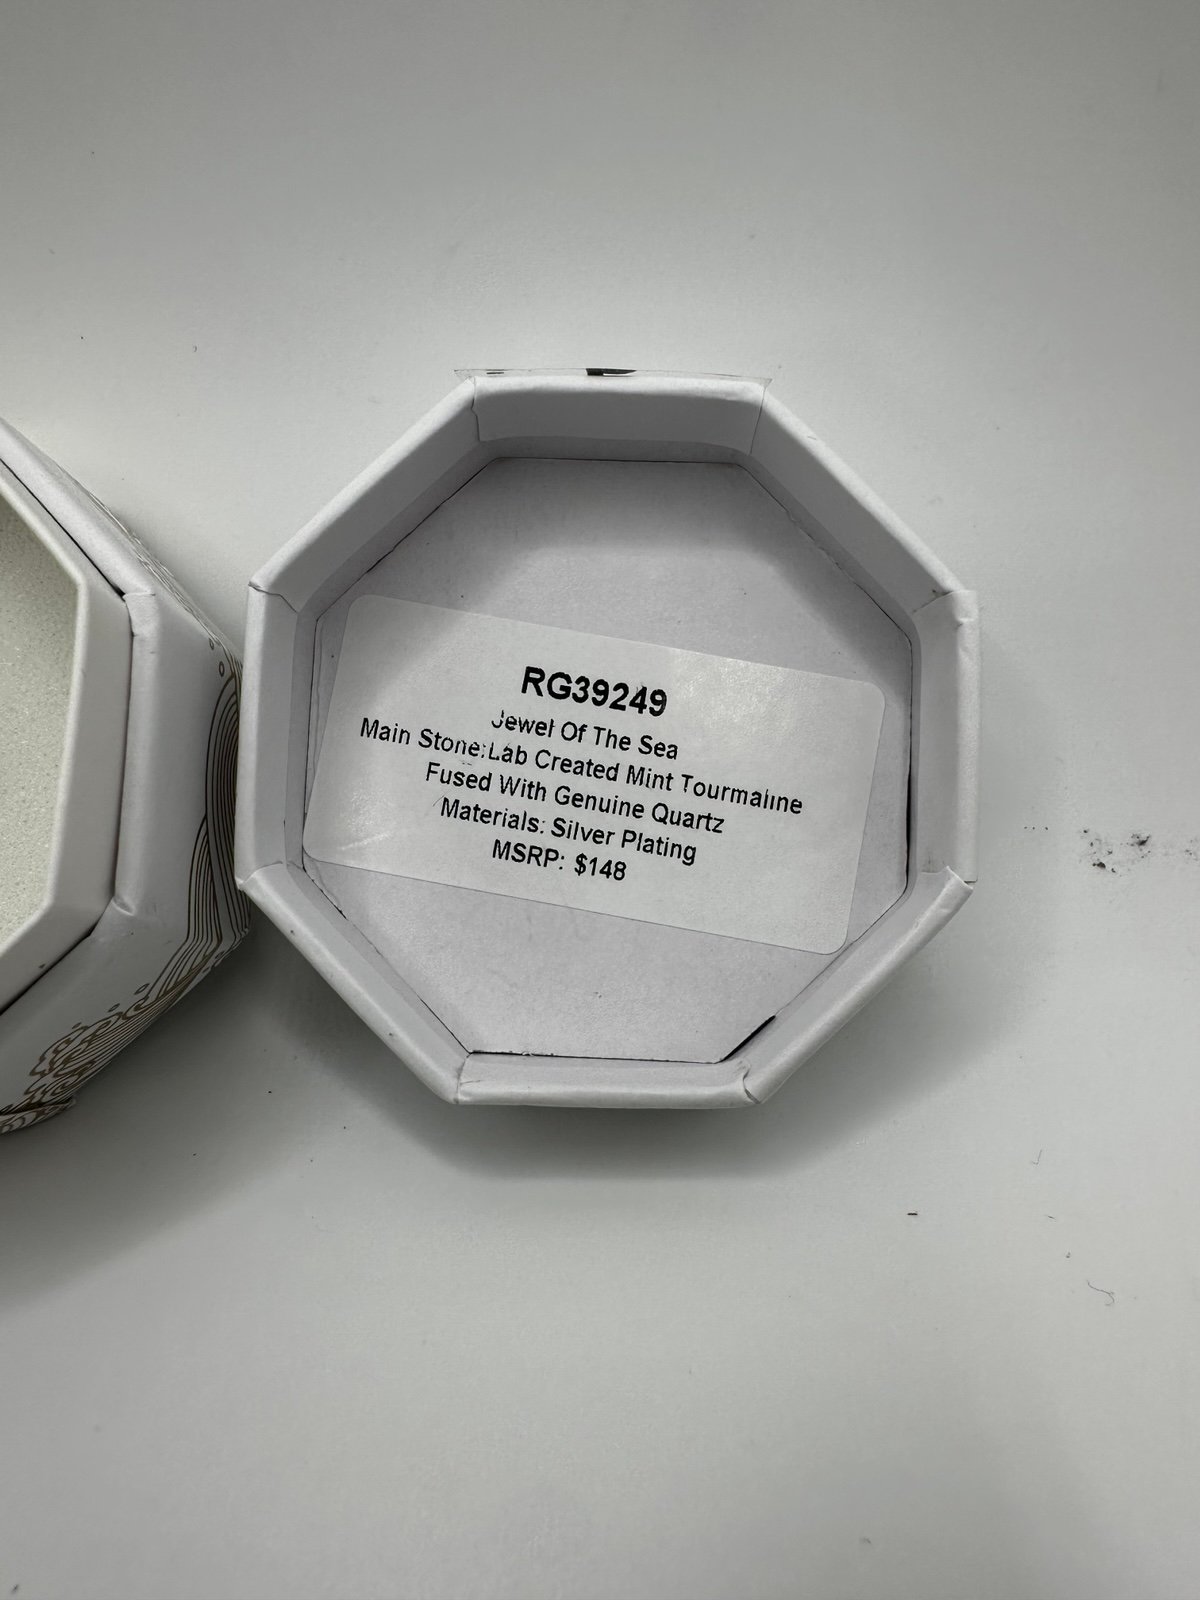 RG39249
Jewel Of The Sea
Main Stone:Lab Created Mint Tourmaline
Fused With Genuine Quartz
Materials: Silver Plating
MSRP: $148